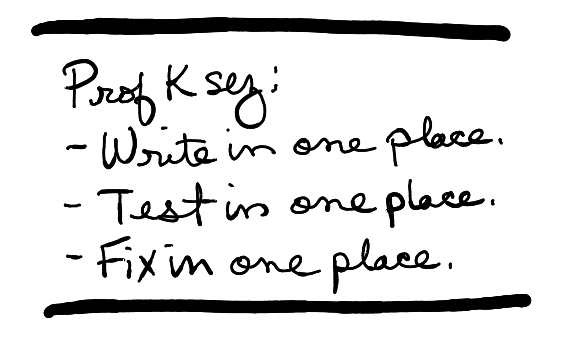 Prof K sez:
- Write in one place.
- Test in one place.
- Fix in one place.